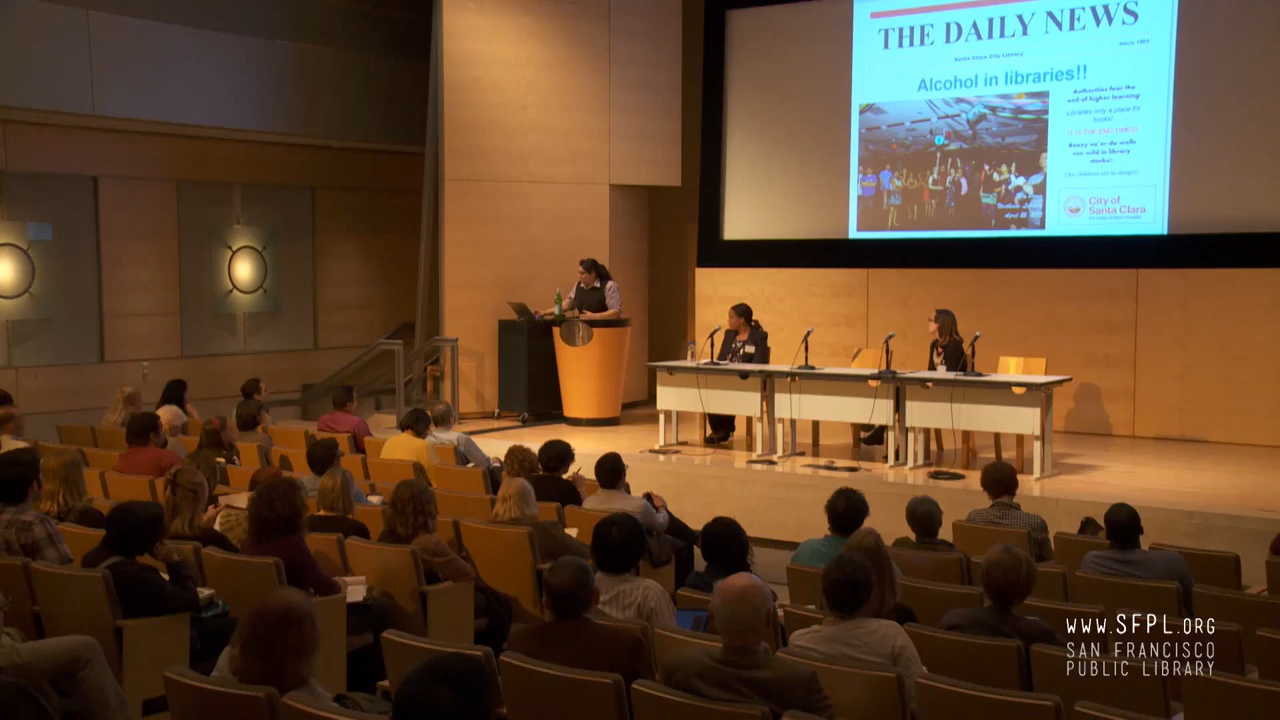 THE DAILY NEWS
Santa Clara City Library
Since 1801
Alcohol in libraries!!
Authorities fear the
end of higher learning!
Libraries only a place for
books!
IT IS THE END TIMES!
Boozy ne'er do wells
run wild in library
stacks!
Our children are in danger!
April
City of
Santa Clara
WWW.SFPL.ORG
SAN FRANCISCO
PUBLIC LIBRARY